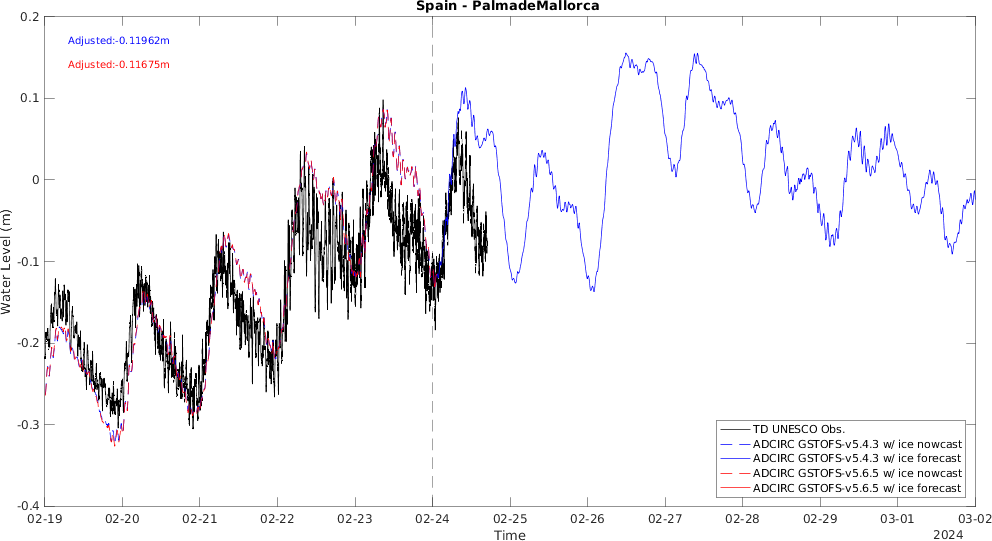 Spain - PalmadeMallorca
Adjusted:-0.11962m
Adjusted:-0.11675m
Water Level (m)
0.2
0.1
0
-0.1
-0.2
-0.3
-0.4
TD UNESCO Obs.
ADCIRC GSTOFS-v5.4.3 w/ ice nowcast
ADCIRC GSTOFS-v5.4.3 w/ ice forecast
ADCIRC GSTOFS-v5.6.5 w/ ice nowcast
ADCIRC GSTOFS-v5.6.5 w/ ice forecast
02-19 02-20 02-21 02-22 02-23 02-24 02-25 02-26 02-27 02-28 02-29 03-01 03-02
Time
2024